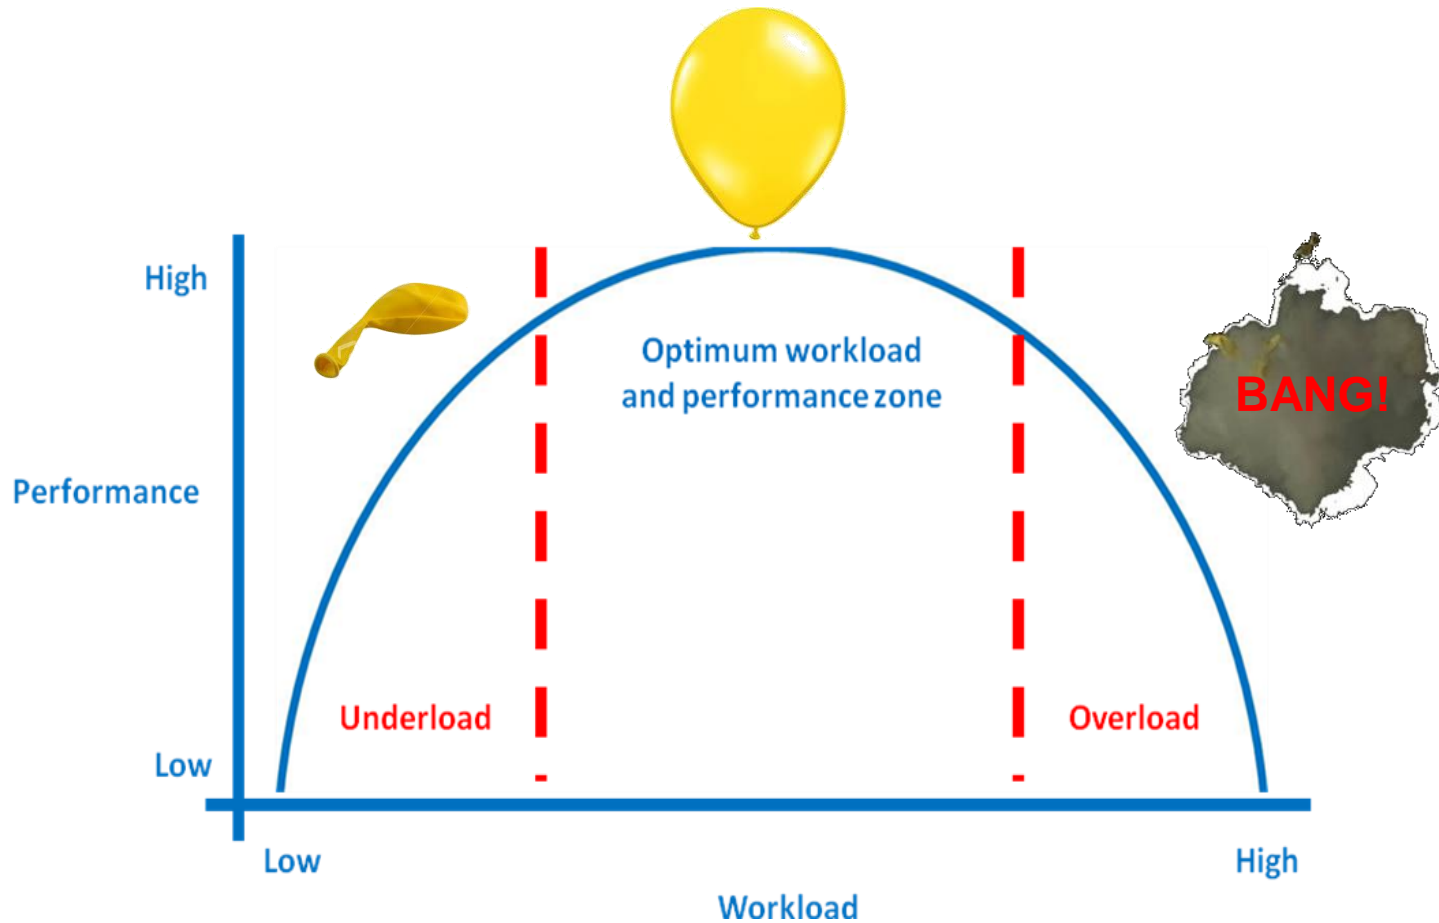 High
Optimum workload
and performance zone
BANG!
Performance
Underload
Overload
Low
Low
High
Workload